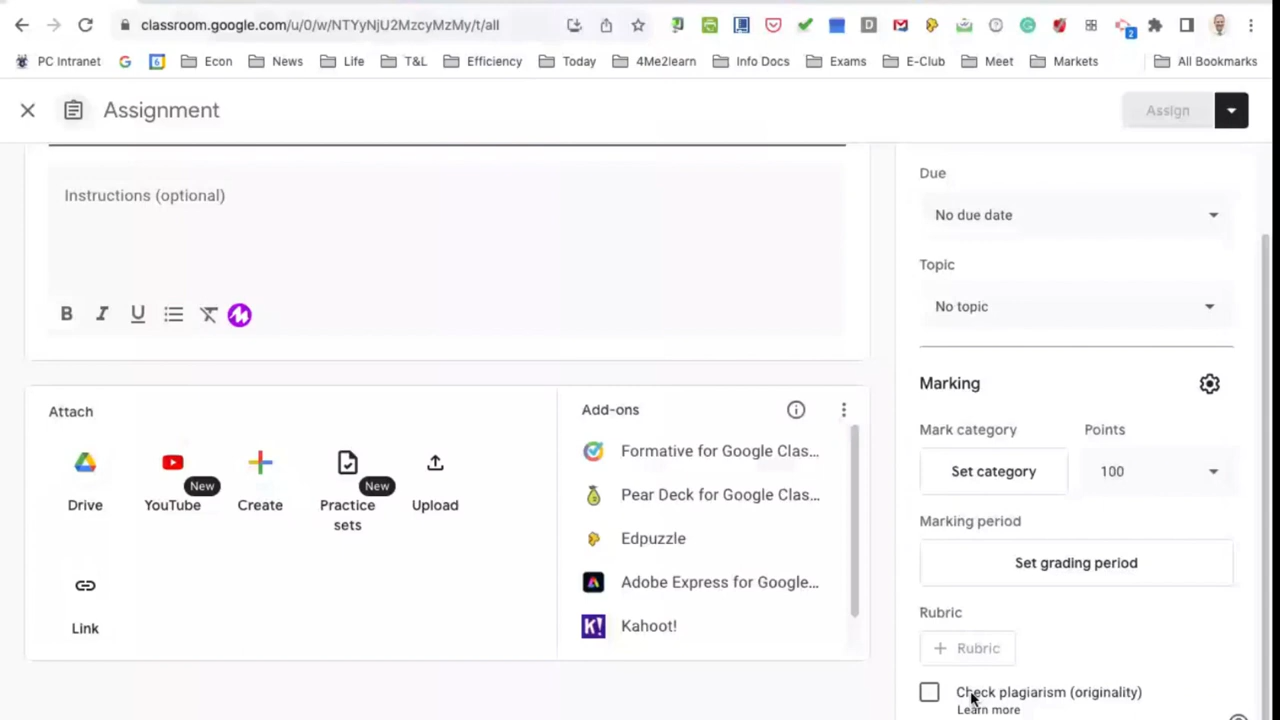 classroom.google.com/u/0/w/NTYyNjU2MzcyMzMy/t/all
2
PC Intranet
6
Econ
News
Life
T&L
Efficiency
Today
4Me2learn
Info Docs
Exams
E-Club
Meet
Markets
All Bookmarks
Assignment
Assign
Instructions (optional)
B I U
Attach
Drive
YouTube
New
Create
Practice sets
New
Upload
Link
Add-ons
Formative for Google Clas...
Pear Deck for Google Clas...
Edpuzzle
Adobe Express for Google...
K! Kahoot!
Due
No due date
Topic
No topic
Marking
Mark category
Points
Set category
100
Marking period
Set grading period
Rubric
+ Rubric
Check plagiarism (originality)
Learn more